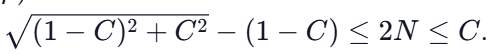 √(1 − C)² + C² − (1 − C) ≤ 2N ≤ C.